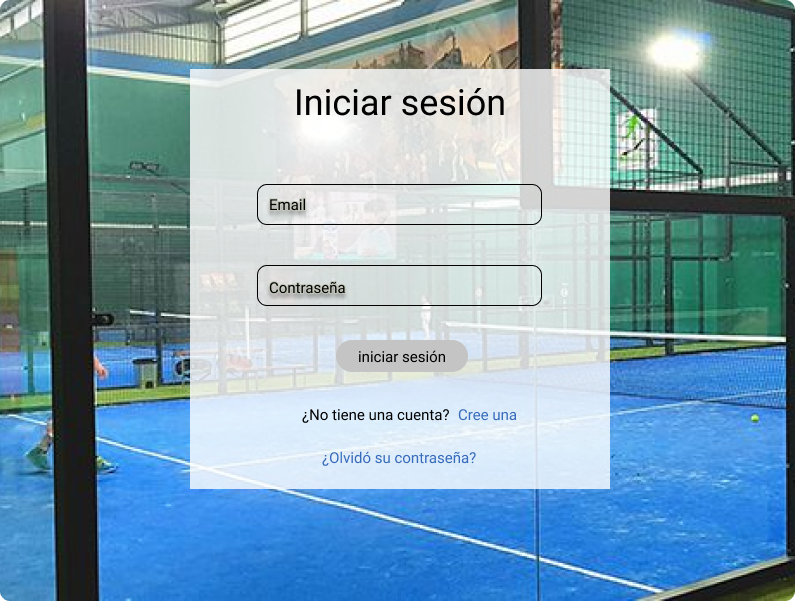 Iniciar sesión
Email
Contraseña
iniciar sesión
¿No tiene una cuenta? Cree una
¿Olvidó su contraseña?